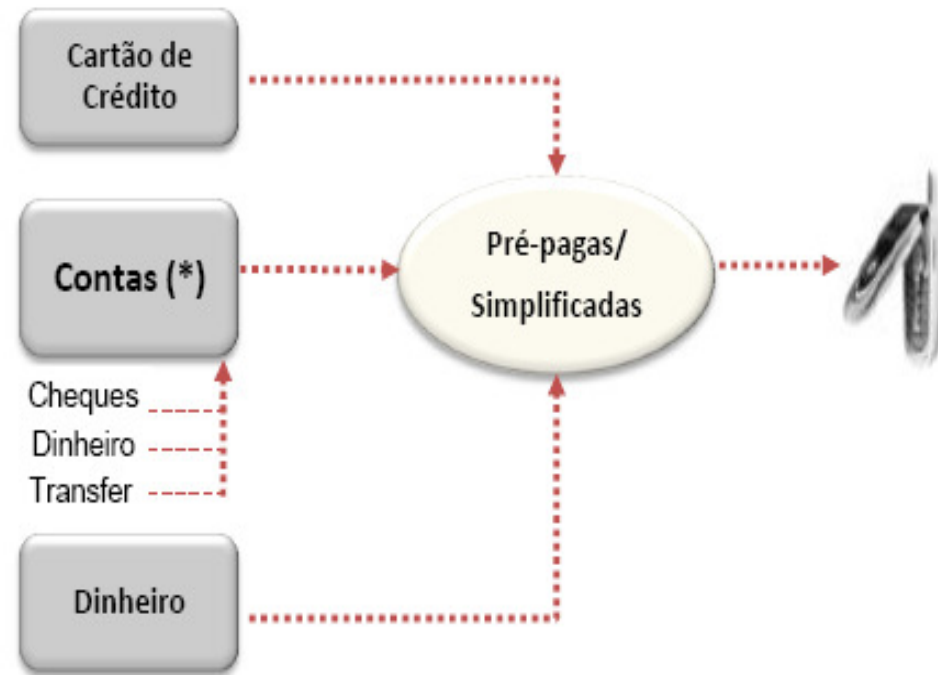 Cartão de
Crédito
Contas (*)
Pré-pagas/
Simplificadas
Cheques
Dinheiro
Transfer
Dinheiro